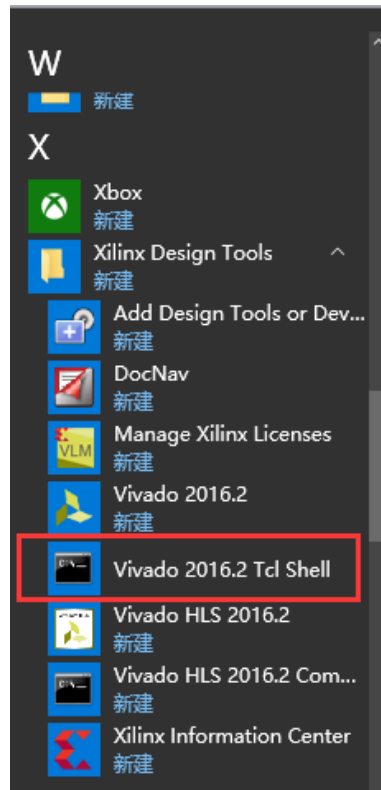 W
新建
X
Xbox
新建
Xilinx Design Tools
新建
Add Design Tools or Dev...
新建
DocNav
新建
Manage Xilinx Licenses
新建
VLM
Vivado 2016.2
新建
Vivado 2016.2 Tcl Shell
Vivado HLS 2016.2
新建
Vivado HLS 2016.2 Com...
新建
Xilinx Information Center
新建